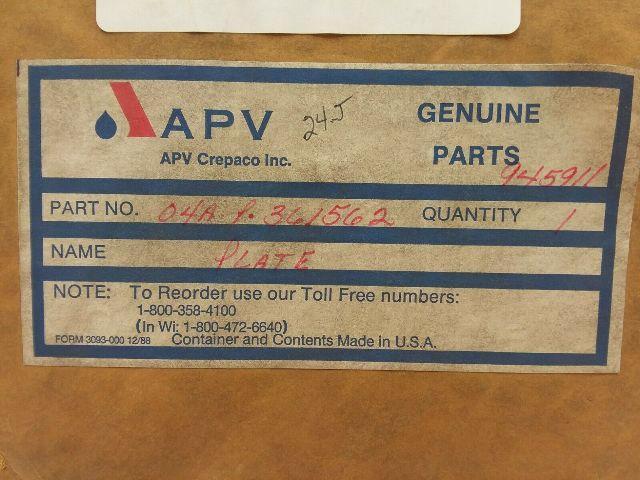 APV
24J
GENUINE
PARTS
APV Crepaco Inc.
945911
PART NO. 04A P. 361562 QUANTITY 1
NAME PLATE
NOTE: To Reorder use our Toll Free numbers:
1-800-358-4100
(In Wi: 1-800-472-6640)
FORM 3093-000 12/88 Container and Contents Made in U.S.A.